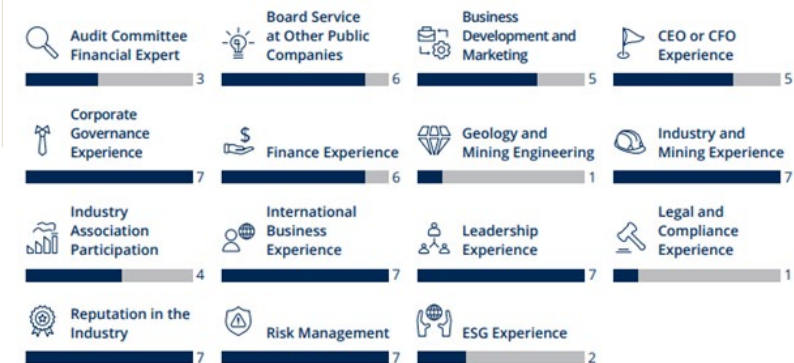 Audit Committee
Financial Expert
3
Board Service
at Other Public
Companies
6
Business
Development and
Marketing
5
CEO or CFO
Experience
5
Corporate
Governance
Experience
7
$
Finance Experience
6
Geology and
Mining Engineering
1
Industry and
Mining Experience
7
Industry
Association
Participation
4
International
Business
Experience
7
Leadership
Experience
7
Legal and
Compliance
Experience
1
Reputation in the
Industry
7
Risk Management
7
ESG Experience
2